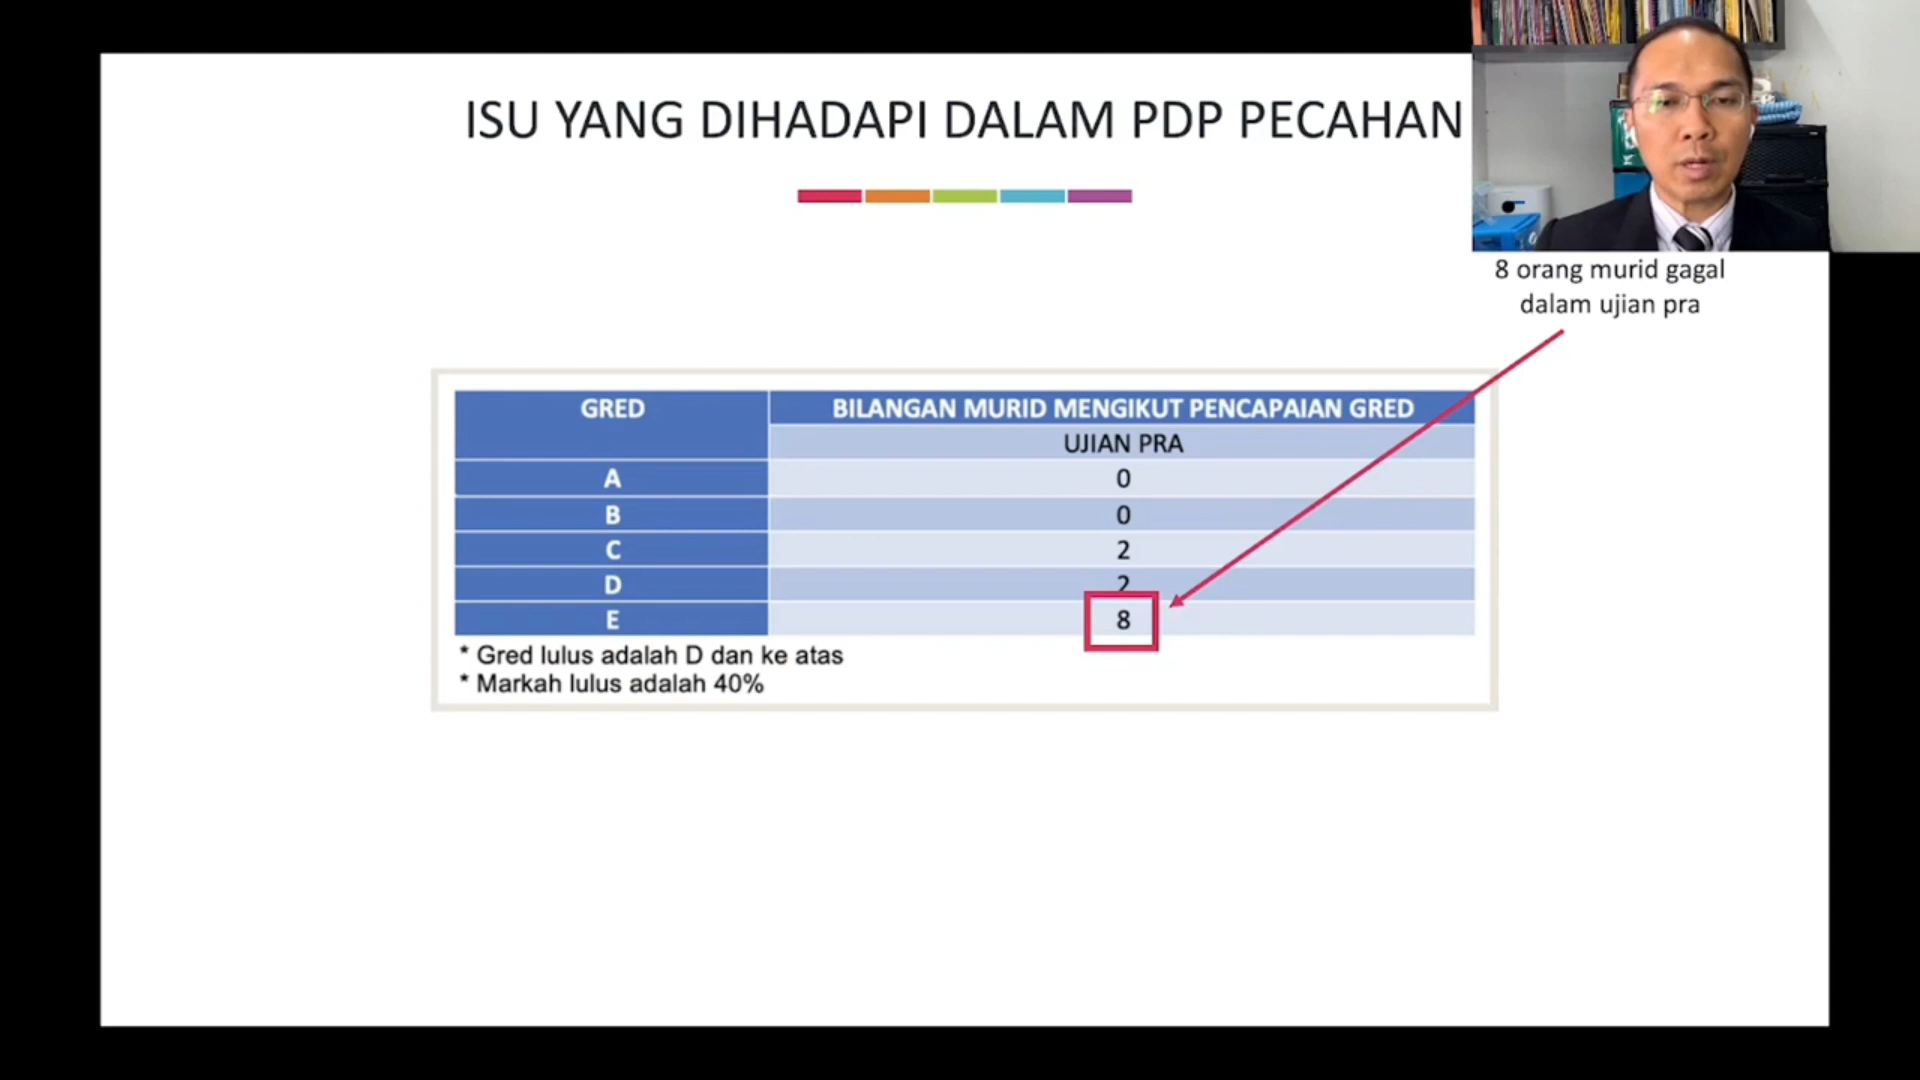 ISU YANG DIHADAPI DALAM PDP PECAHAN
8 orang murid gagal
dalam ujian pra
GRED
BILANGAN MURID MENGIKUT PENCAPAIAN GRED
UJIAN PRA
A 0
B 0
C 2
D 2
E 8
* Gred lulus adalah D dan ke atas
* Markah lulus adalah 40%